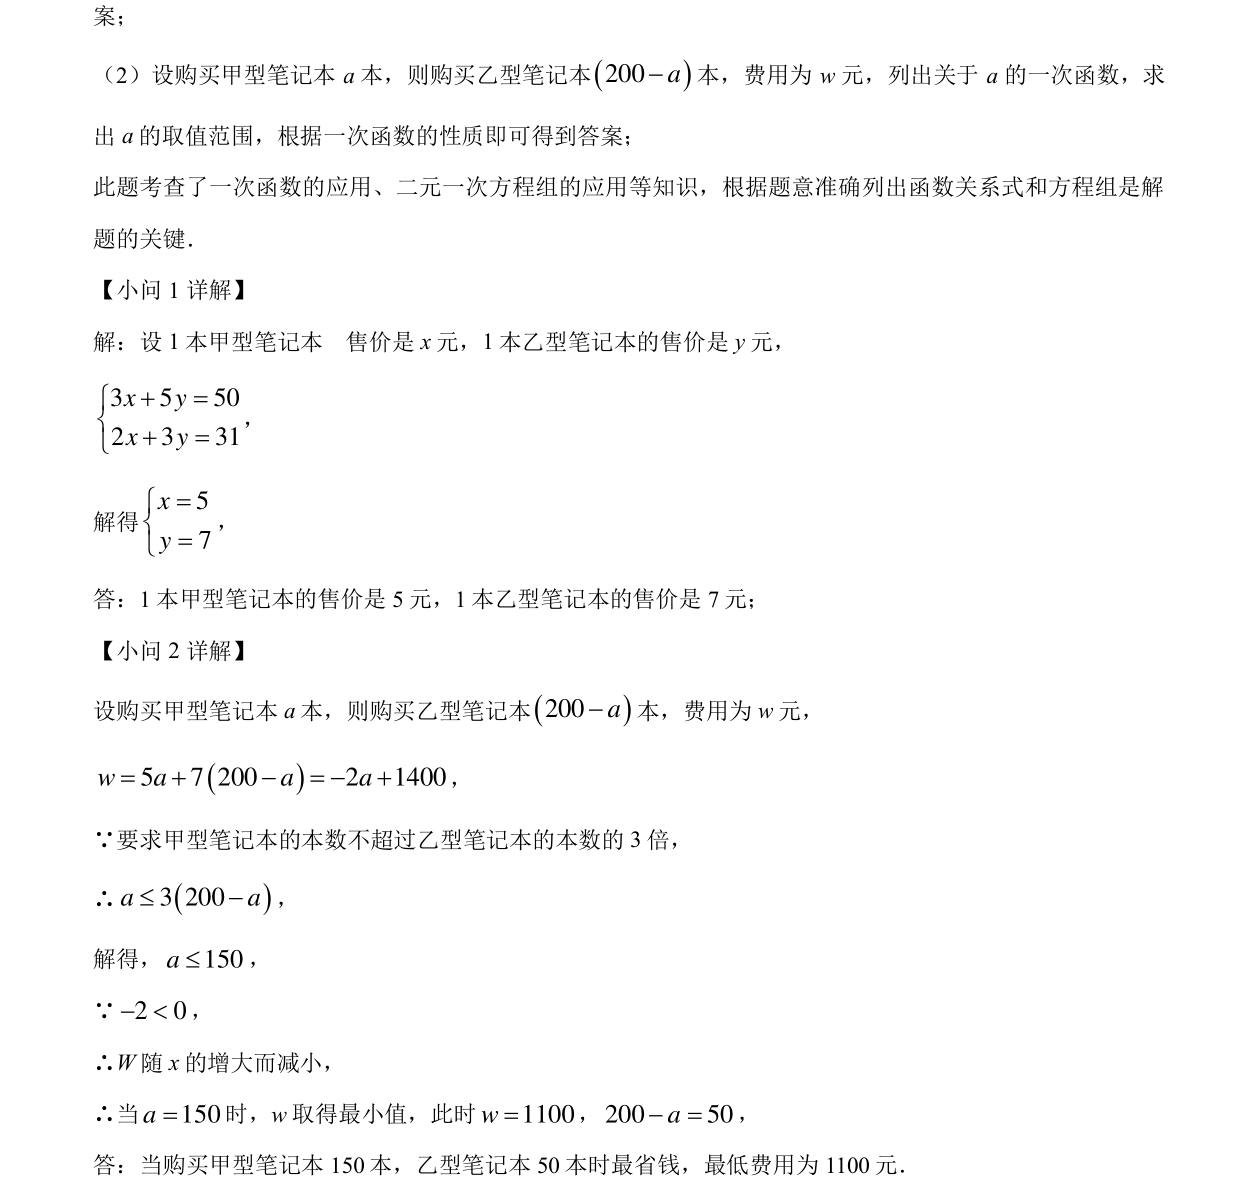 案；
（2）设购买甲型笔记本 a 本，则购买乙型笔记本(200−a)本，费用为 w 元，列出关于 a 的一次函数，求
出 a 的取值范围，根据一次函数的性质即可得到答案；
此题考查了一次函数的应用、二元一次方程组的应用等知识，根据题意准确列出函数关系式和方程组是解
题的关键．
【小问 1 详解】
解：设 1 本甲型笔记本 售价是 x 元，1 本乙型笔记本的售价是 y 元，
{3x+5y=50
2x+3y=31，
解得{x=5
y=7，
答：1 本甲型笔记本的售价是 5 元，1 本乙型笔记本的售价是 7 元；
【小问 2 详解】
设购买甲型笔记本 a 本，则购买乙型笔记本(200−a)本，费用为 w 元，
w=5a+7(200−a)=−2a+1400，
∵要求甲型笔记本的本数不超过乙型笔记本的本数的 3 倍，
∴a≤3(200−a)，
解得，a≤150，
∵−2<0，
∴W 随 x 的增大而减小，
∴当a=150时，w 取得最小值，此时w=1100，200−a=50，
答：当购买甲型笔记本 150 本，乙型笔记本 50 本时最省钱，最低费用为 1100 元．